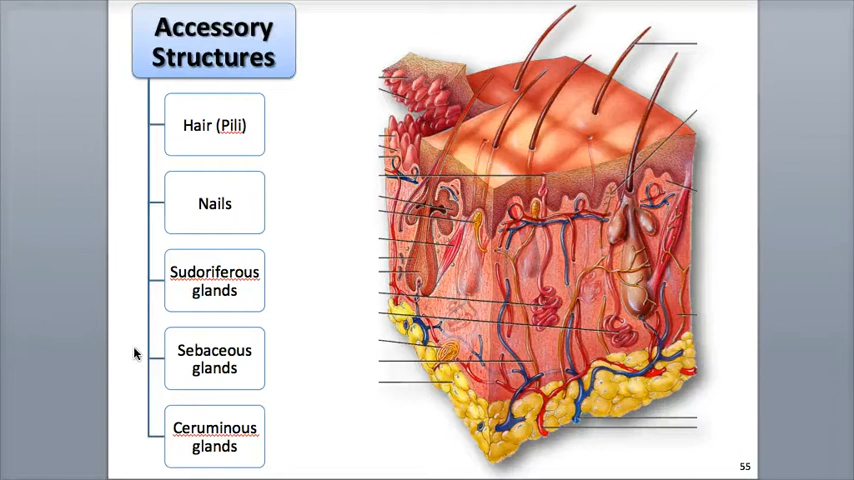 Accessory
Structures
Hair (Pili)
Nails
Sudoriferous
glands
Sebaceous
glands
Ceruminous
glands
55